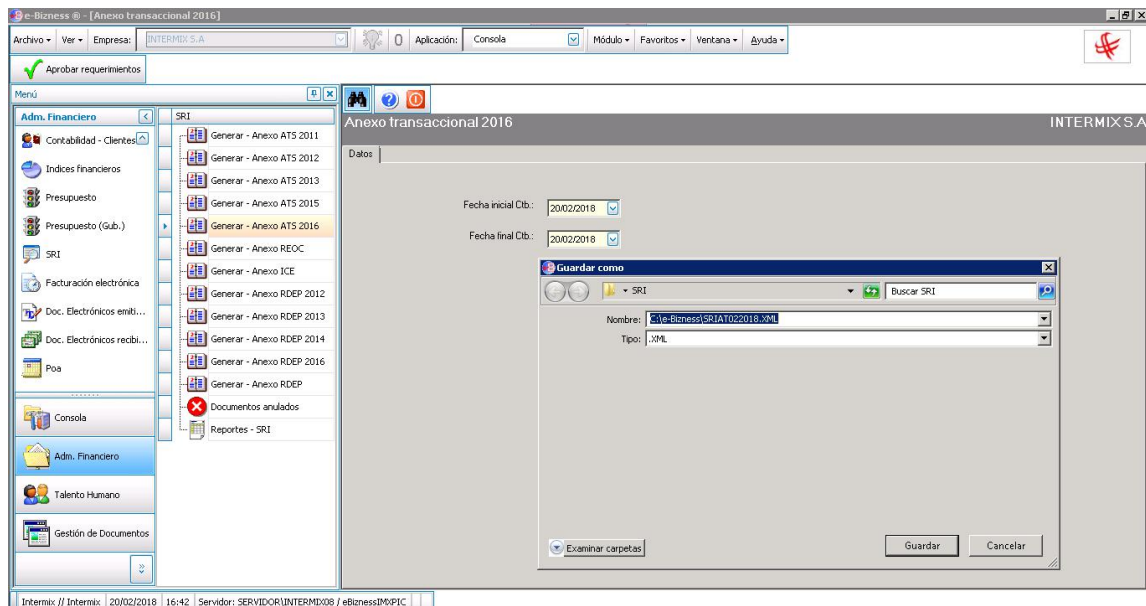 e-Bizness ® - [Anexo transaccional 2016]
Archivo Ver Empresa: INTERMIX S.A 0 Aplicación: Consola Módulo Favoritos Ventana Ayuda
Aprobar requerimientos
Menú
Adm. Financiero
Contabilidad - Clientes
Indices financieros
Presupuesto
Presupuesto (Gub.)
SRI
Facturación electrónica
Doc. Electrónicos emiti...
Doc. Electrónicos recibi...
Poa
Consola
Adm. Financiero
Talento Humano
Gestión de Documentos
SRI
Generar - Anexo ATS 2011
Generar - Anexo ATS 2012
Generar - Anexo ATS 2013
Generar - Anexo ATS 2015
Generar - Anexo ATS 2016
Generar - Anexo REOC
Generar - Anexo ICE
Generar - Anexo RDEP 2012
Generar - Anexo RDEP 2013
Generar - Anexo RDEP 2014
Generar - Anexo RDEP 2016
Generar - Anexo RDEP
Documentos anulados
Reportes - SRI
Anexo transaccional 2016 INTERMIX S.A
Datos
Fecha inicial Ctb.: 20/02/2018
Fecha final Ctb.: 20/02/2018
Guardar como
SRI Buscar SRI
Nombre: C:\e-Bizness\SRIAT022018.XML
Tipo: .XML
Examinar carpetas Guardar Cancelar
Intermix // Intermix 20/02/2018 16:42 Servidor: SERVIDOR\INTERMIX08 / eBiznessIMXPIC